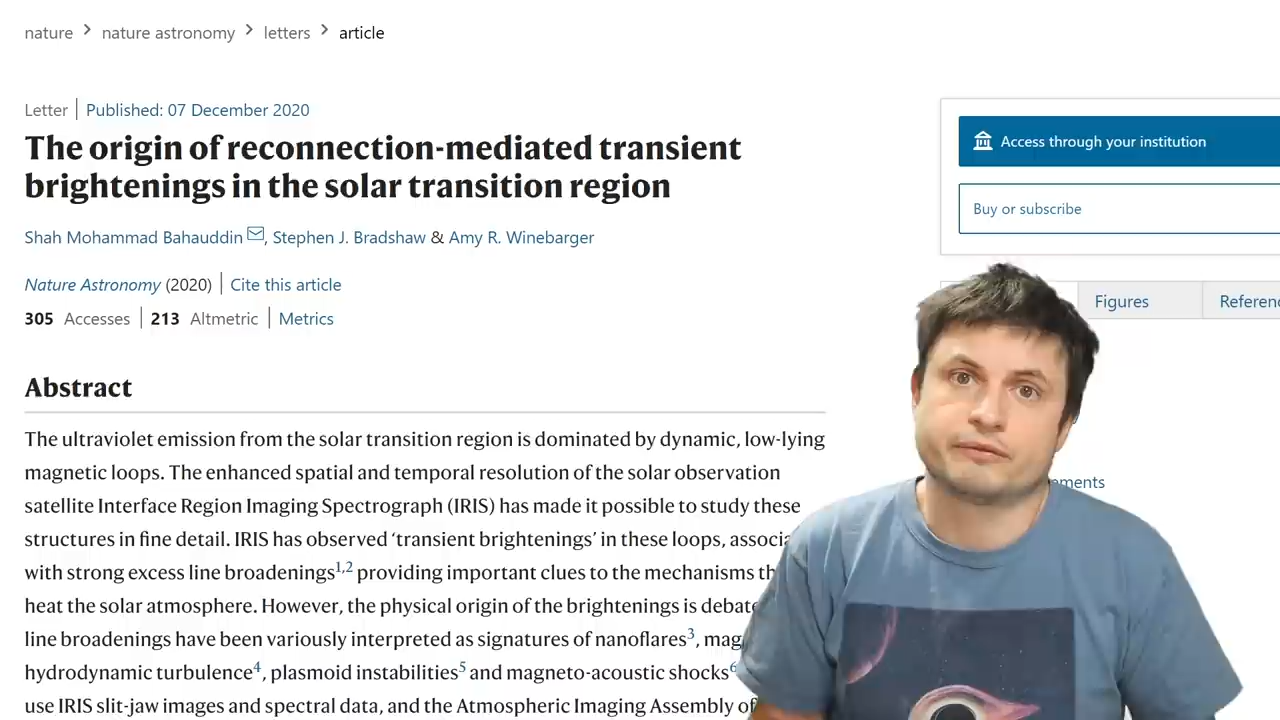 nature > nature astronomy > letters > article
Letter | Published: 07 December 2020
The origin of reconnection-mediated transient
brightenings in the solar transition region
Shah Mohammad Bahauddin, Stephen J. Bradshaw & Amy R. Winebarger
Nature Astronomy (2020) | Cite this article
305 Accesses | 213 Altmetric | Metrics
Abstract
The ultraviolet emission from the solar transition region is dominated by dynamic, low-lying
magnetic loops. The enhanced spatial and temporal resolution of the solar observation
satellite Interface Region Imaging Spectrograph (IRIS) has made it possible to study these
structures in fine detail. IRIS has observed ‘transient brightenings’ in these loops,
with strong excess line broadenings1,2 providing important clues to the mechanisms
heat the solar atmosphere. However, the physical origin of the brightenings is
line broadenings have been variously interpreted as signatures of nanoflares3,
hydrodynamic turbulence4, plasmoid instabilities5 and magneto-acoustic shocks6
use IRIS slit-jaw images and spectral data, and the Atmospheric Imaging Assembly of
Access through your institution
Buy or subscribe
Figures